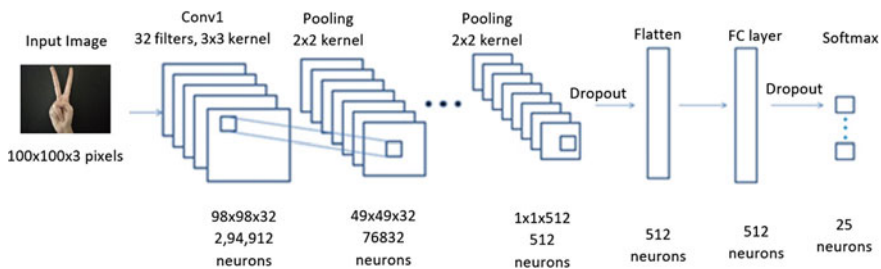 Input Image
100x100x3 pixels
Conv1
32 filters, 3x3 kernel
98x98x32
2,94,912
neurons
Pooling
2x2 kernel
49x49x32
76832
neurons
Pooling
2x2 kernel
1x1x512
512
neurons
Dropout
Flatten
512
neurons
FC layer
512
neurons
Dropout
Softmax
25
neurons